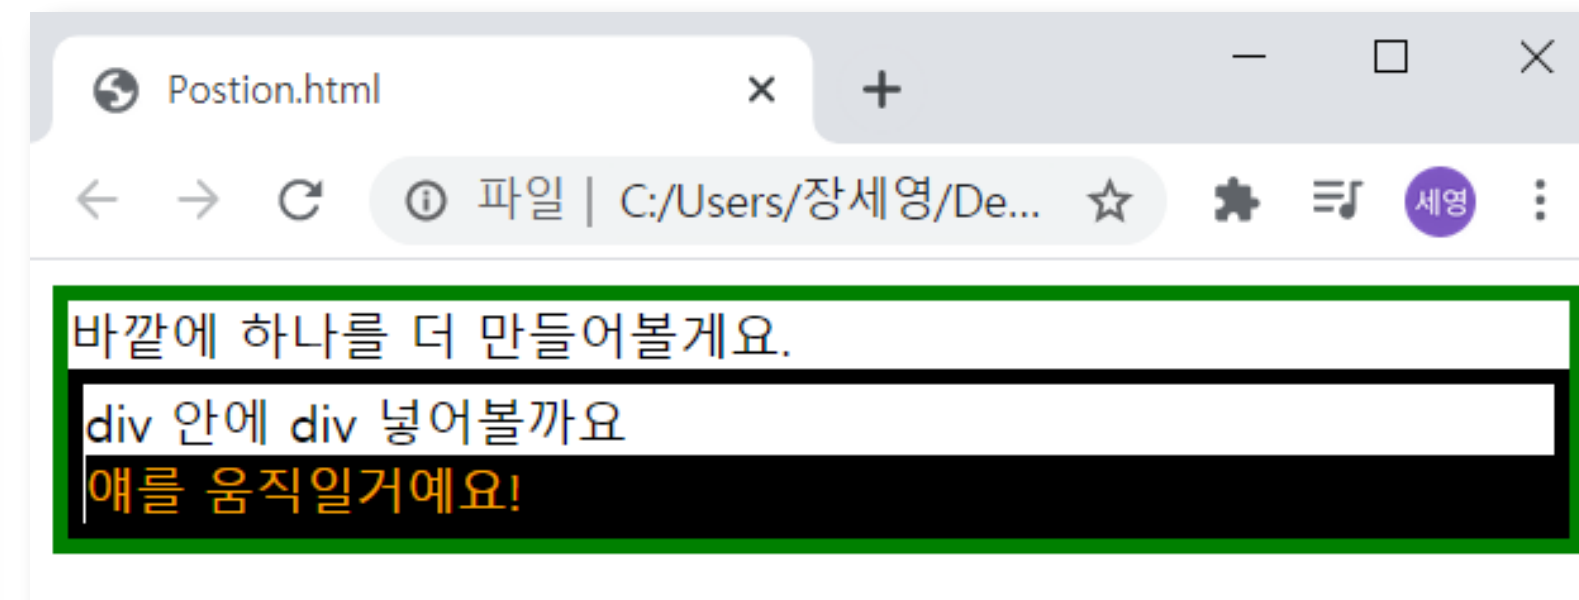 Postion.html
파일 | C:/Users/장세영/De...
세영
바깥에 하나를 더 만들어볼게요.
div 안에 div 넣어볼까요
얘를 움직일거예요!